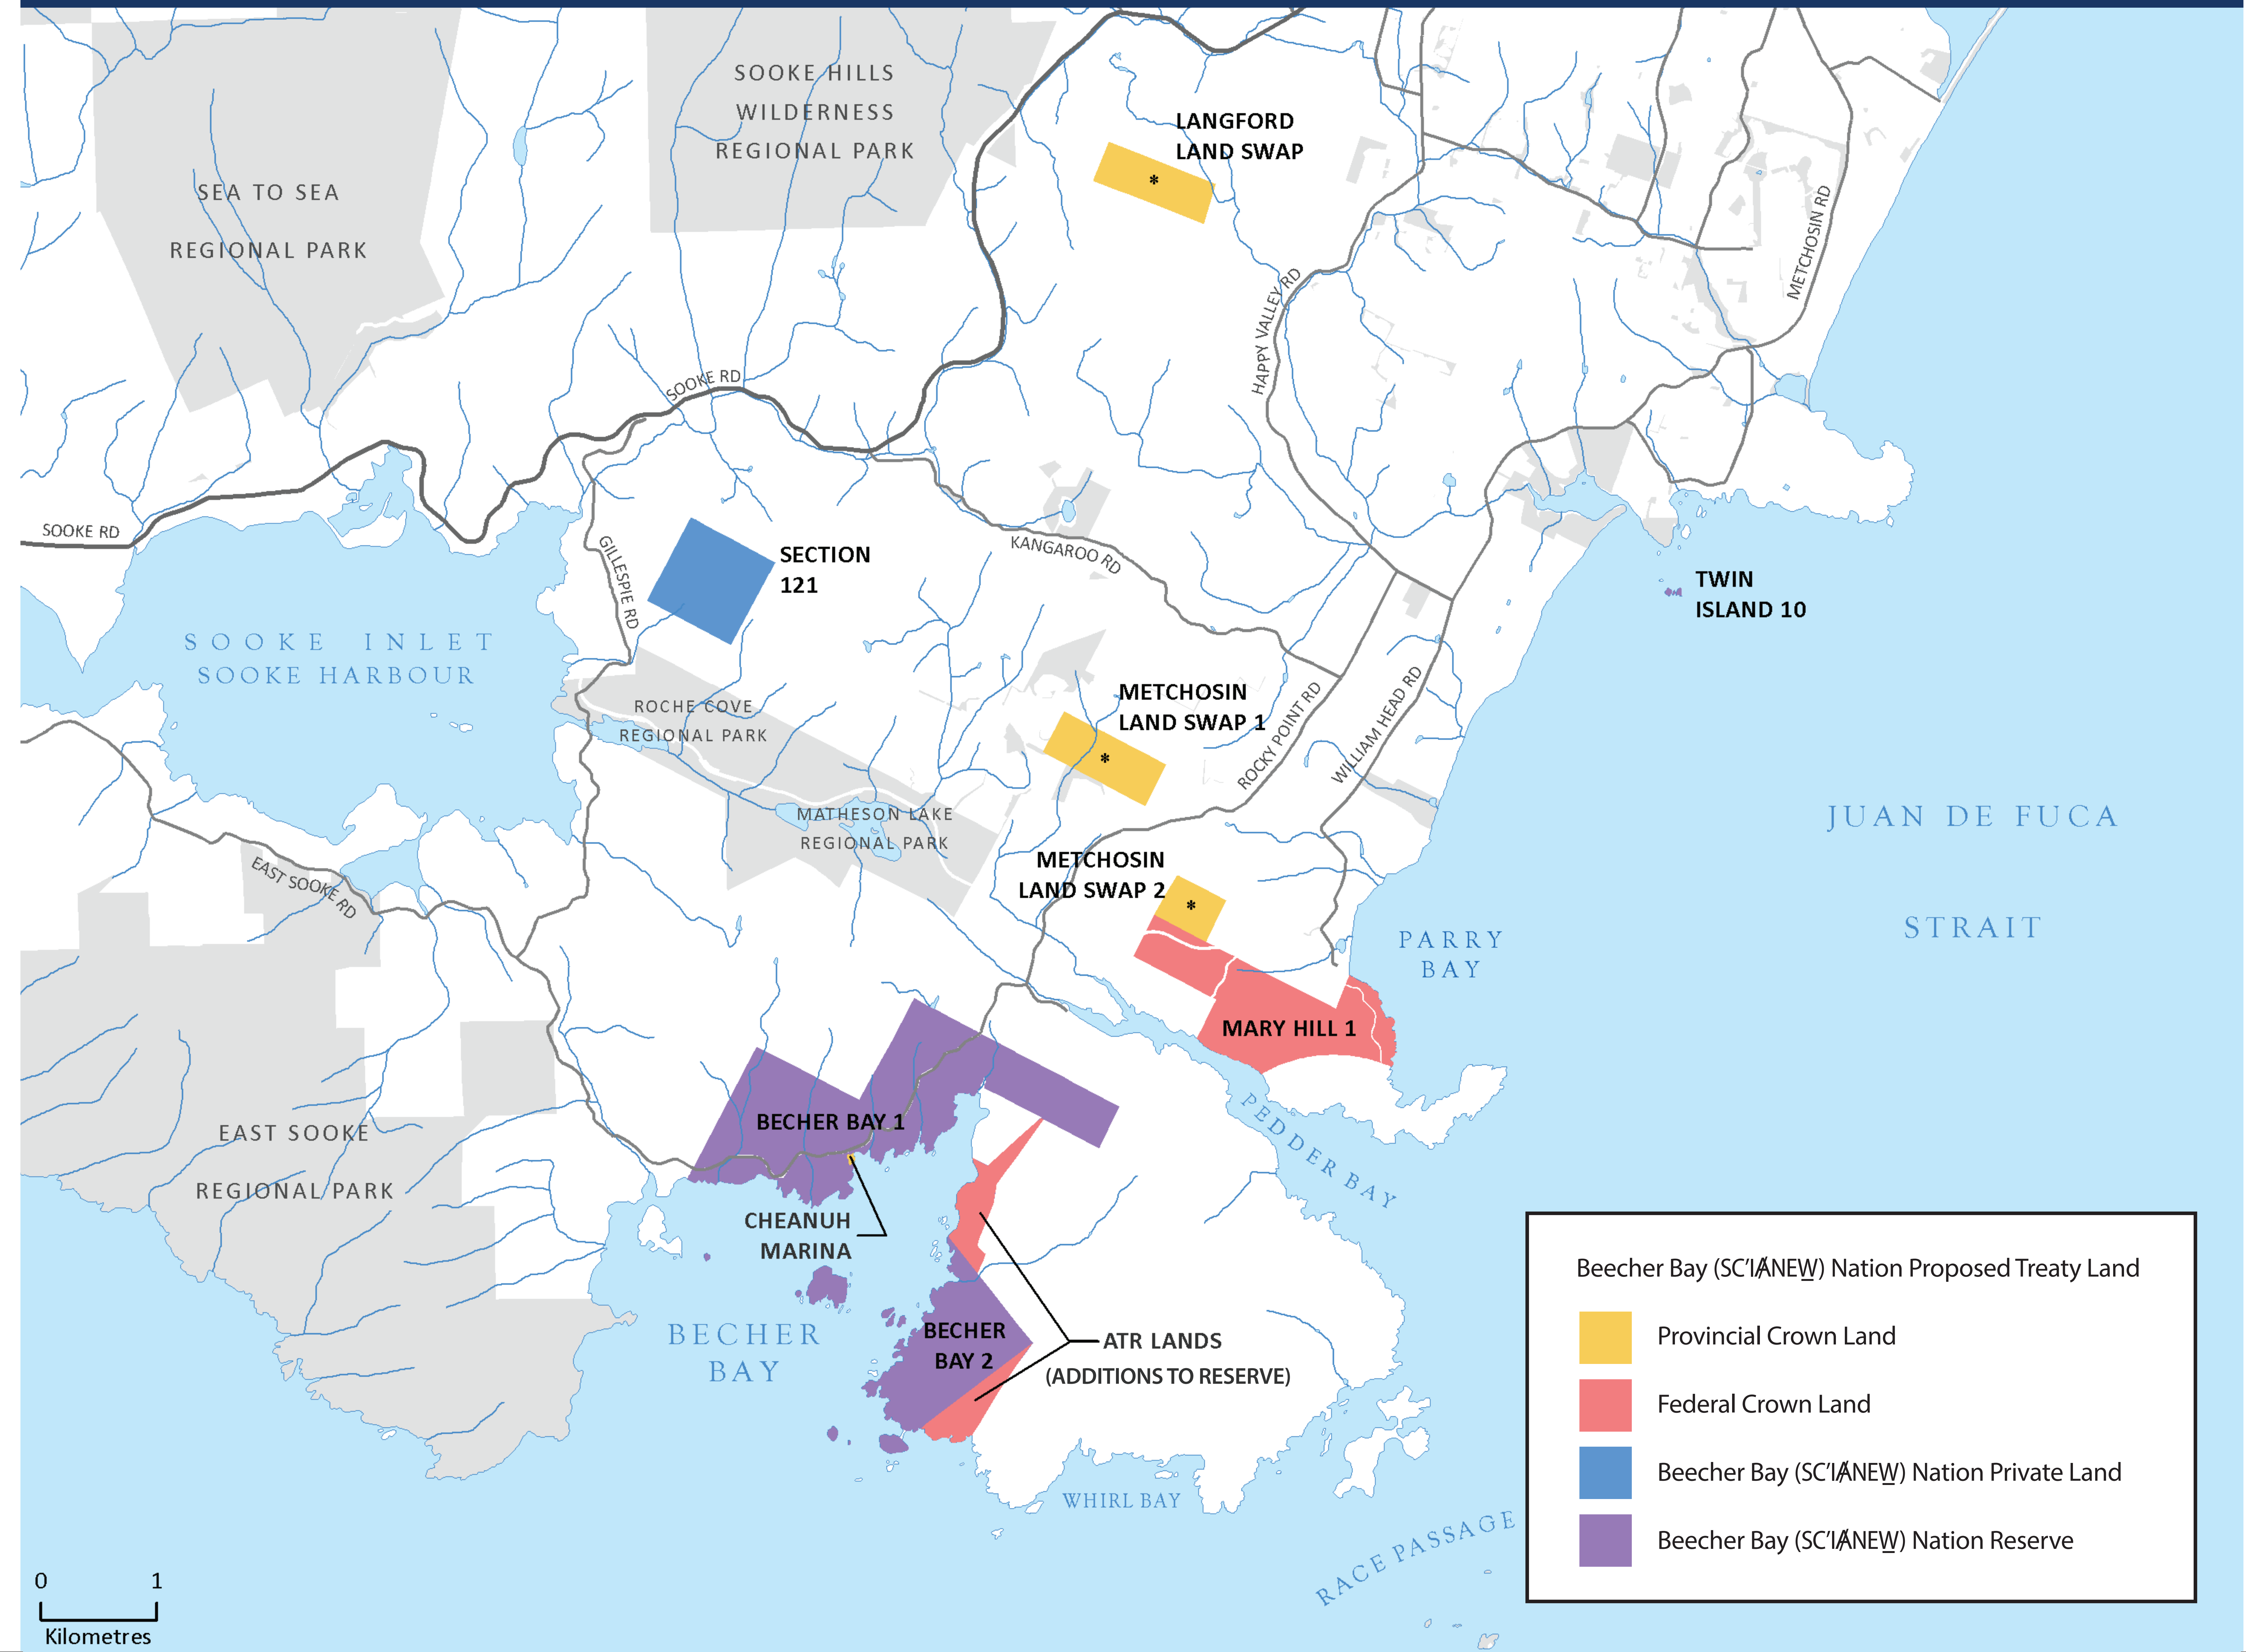 SOOKE HILLS
WILDERNESS
REGIONAL PARK
LANGFORD
LAND SWAP
*
SEA TO SEA
REGIONAL PARK
METCHOSIN RD
HAPPY VALLEY RD
SOOKE RD
SOOKE RD
GILLESPIE RD
SECTION
121
KANGAROO RD
TWIN
ISLAND 10
SOOKE INLET
SOOKE HARBOUR
ROCHE COVE
REGIONAL PARK
METCHOSIN
LAND SWAP 1
*
ROCKY POINT RD
WILLIAM HEAD RD
MATHESON LAKE
REGIONAL PARK
JUAN DE FUCA
STRAIT
EAST SOOKE RD
METCHOSIN
LAND SWAP 2
*
PARRY
BAY
MARY HILL 1
BECHER BAY 1
PEDDER BAY
EAST SOOKE
REGIONAL PARK
CHEANUH
MARINA
BECHER
BAY
BECHER
BAY 2
ATR LANDS
(ADDITIONS TO RESERVE)
WHIRL BAY
RACE PASSAGE
Beecher Bay (SC'IȺNEW̲) Nation Proposed Treaty Land
Provincial Crown Land
Federal Crown Land
Beecher Bay (SC'IȺNEW̲) Nation Private Land
Beecher Bay (SC'IȺNEW̲) Nation Reserve
0 1
Kilometres